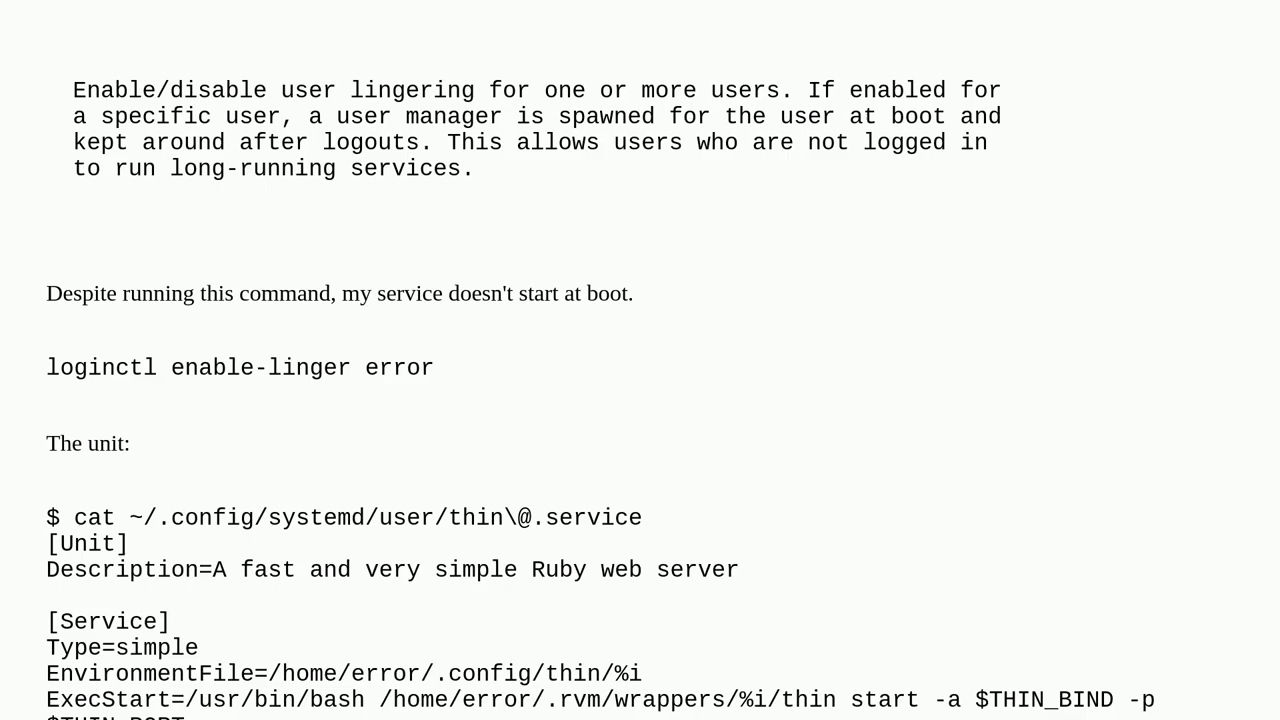 Enable/disable user lingering for one or more users. If enabled for
a specific user, a user manager is spawned for the user at boot and
kept around after logouts. This allows users who are not logged in
to run long-running services.
Despite running this command, my service doesn't start at boot.
loginctl enable-linger error
The unit:
$ cat ~/.config/systemd/user/thin\@.service
[Unit]
Description=A fast and very simple Ruby web server
[Service]
Type=simple
EnvironmentFile=/home/error/.config/thin/%i
ExecStart=/usr/bin/bash /home/error/.rvm/wrappers/%i/thin start -a $THIN_BIND -p
$THIN_PORT